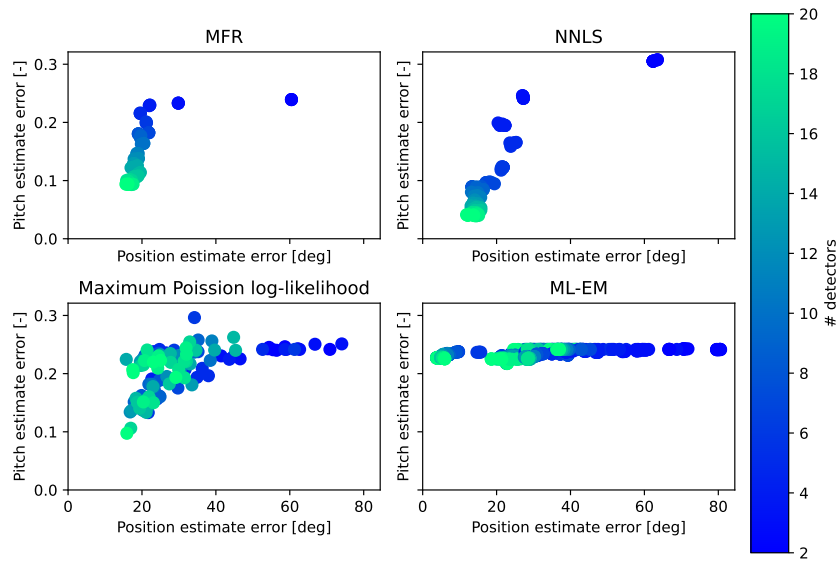 MFR
NNLS
Pitch estimate error [-]
0.3
0.2
0.1
0.0
Position estimate error [deg]
Pitch estimate error [-]
Position estimate error [deg]
Maximum Poission log-likelihood
ML-EM
Pitch estimate error [-]
0.3
0.2
0.1
0.0
0 20 40 60 80
Position estimate error [deg]
Pitch estimate error [-]
0 20 40 60 80
Position estimate error [deg]
20
18
16
14
12
10
8
6
4
2
# detectors